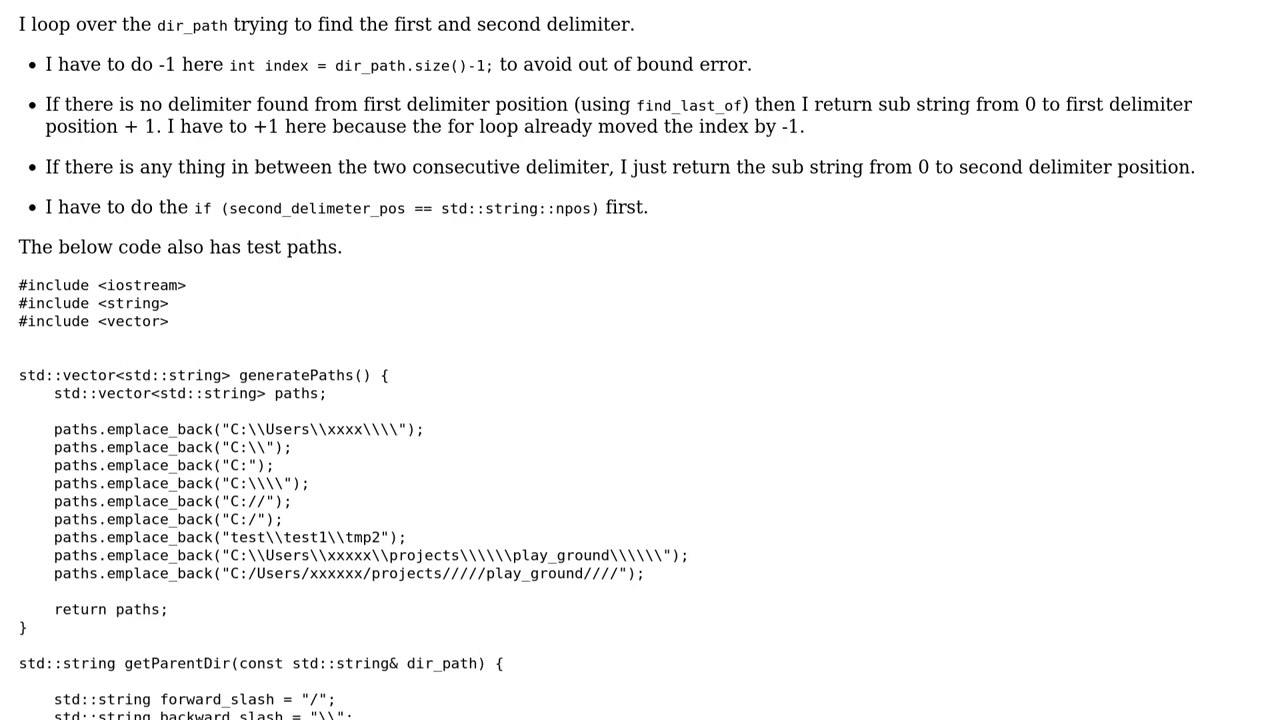 I loop over the dir_path trying to find the first and second delimiter.
• I have to do -1 here int index = dir_path.size()-1; to avoid out of bound error.
• If there is no delimiter found from first delimiter position (using find_last_of) then I return sub string from 0 to first delimiter
position + 1. I have to +1 here because the for loop already moved the index by -1.
• If there is any thing in between the two consecutive delimiter, I just return the sub string from 0 to second delimiter position.
• I have to do the if (second_delimeter_pos == std::string::npos) first.
The below code also has test paths.
#include <iostream>
#include <string>
#include <vector>
std::vector<std::string> generatePaths() {
    std::vector<std::string> paths;
    paths.emplace_back("C:\\Users\\xxxx\\\\");
    paths.emplace_back("C:\\");
    paths.emplace_back("C:");
    paths.emplace_back("C:\\\\");
    paths.emplace_back("C://");
    paths.emplace_back("C:/");
    paths.emplace_back("test\\test1\\tmp2");
    paths.emplace_back("C:\\Users\\xxxxx\\projects\\\\\\play_ground\\\\\\");
    paths.emplace_back("C:/Users/xxxxxx/projects/////play_ground////");
    return paths;
}
std::string getParentDir(const std::string& dir_path) {
    std::string forward_slash = "/";
    std::string backward_slash = "\\";